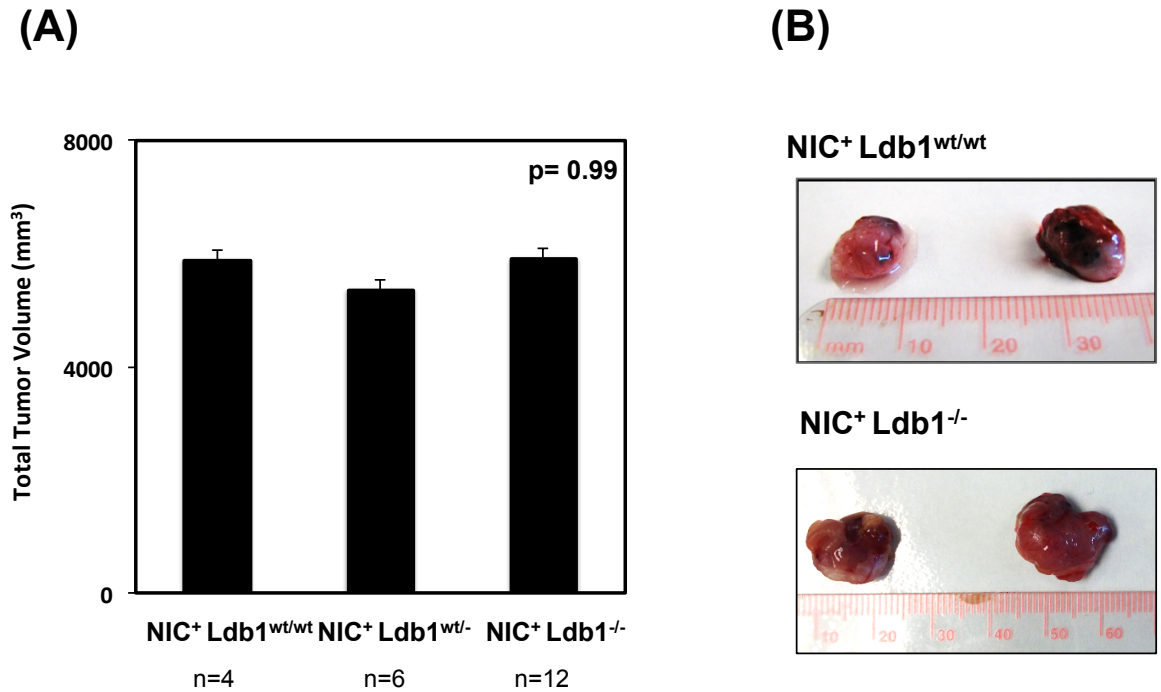 (A)
(B)
8000
4000
0
Total Tumor Volume (mm³)
p= 0.99
NIC⁺ Ldb1ʷᵗ/ʷᵗ NIC⁺ Ldb1ʷᵗ/⁻ NIC⁺ Ldb1⁻/⁻
n=4 n=6 n=12
NIC⁺ Ldb1ʷᵗ/ʷᵗ
mm 10 20 30
NIC⁺ Ldb1⁻/⁻
10 20 30 40 50 60